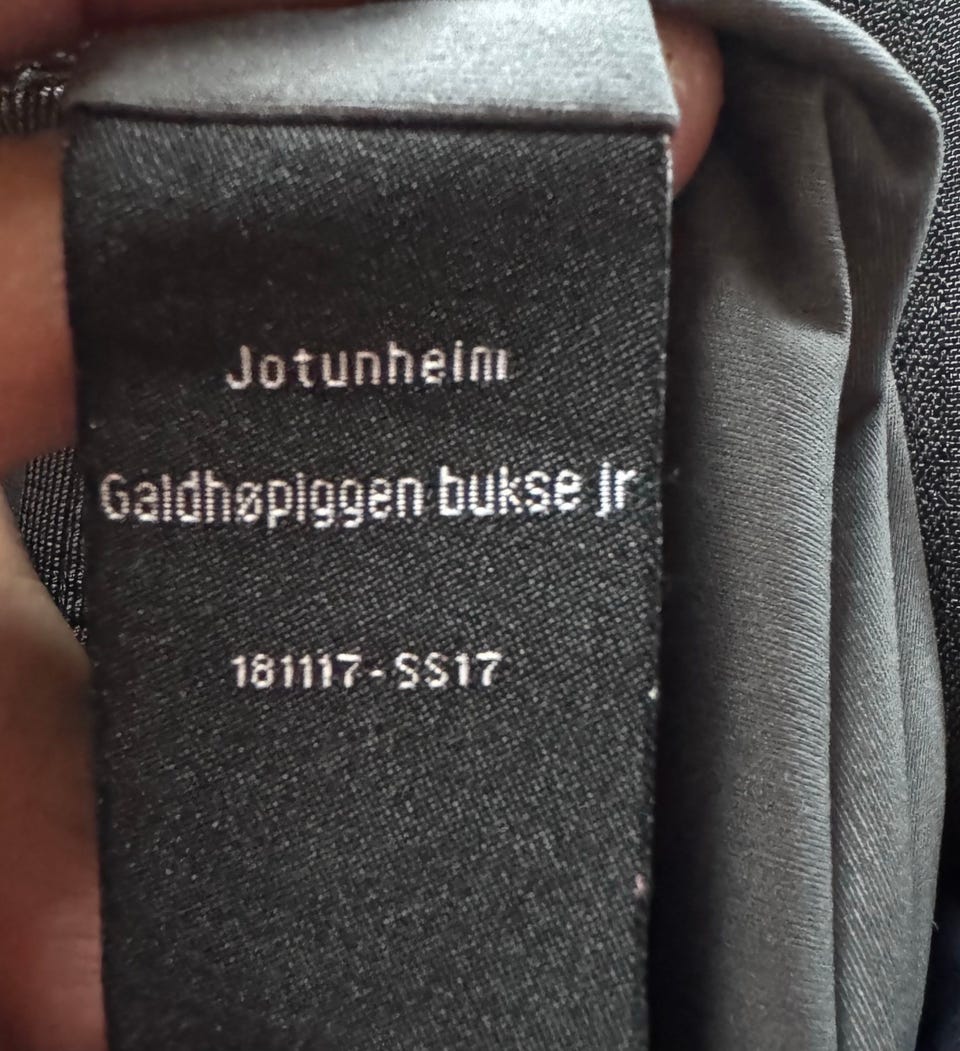 Jotunheim
Galdhøpiggen bukse jr
181117-SS17